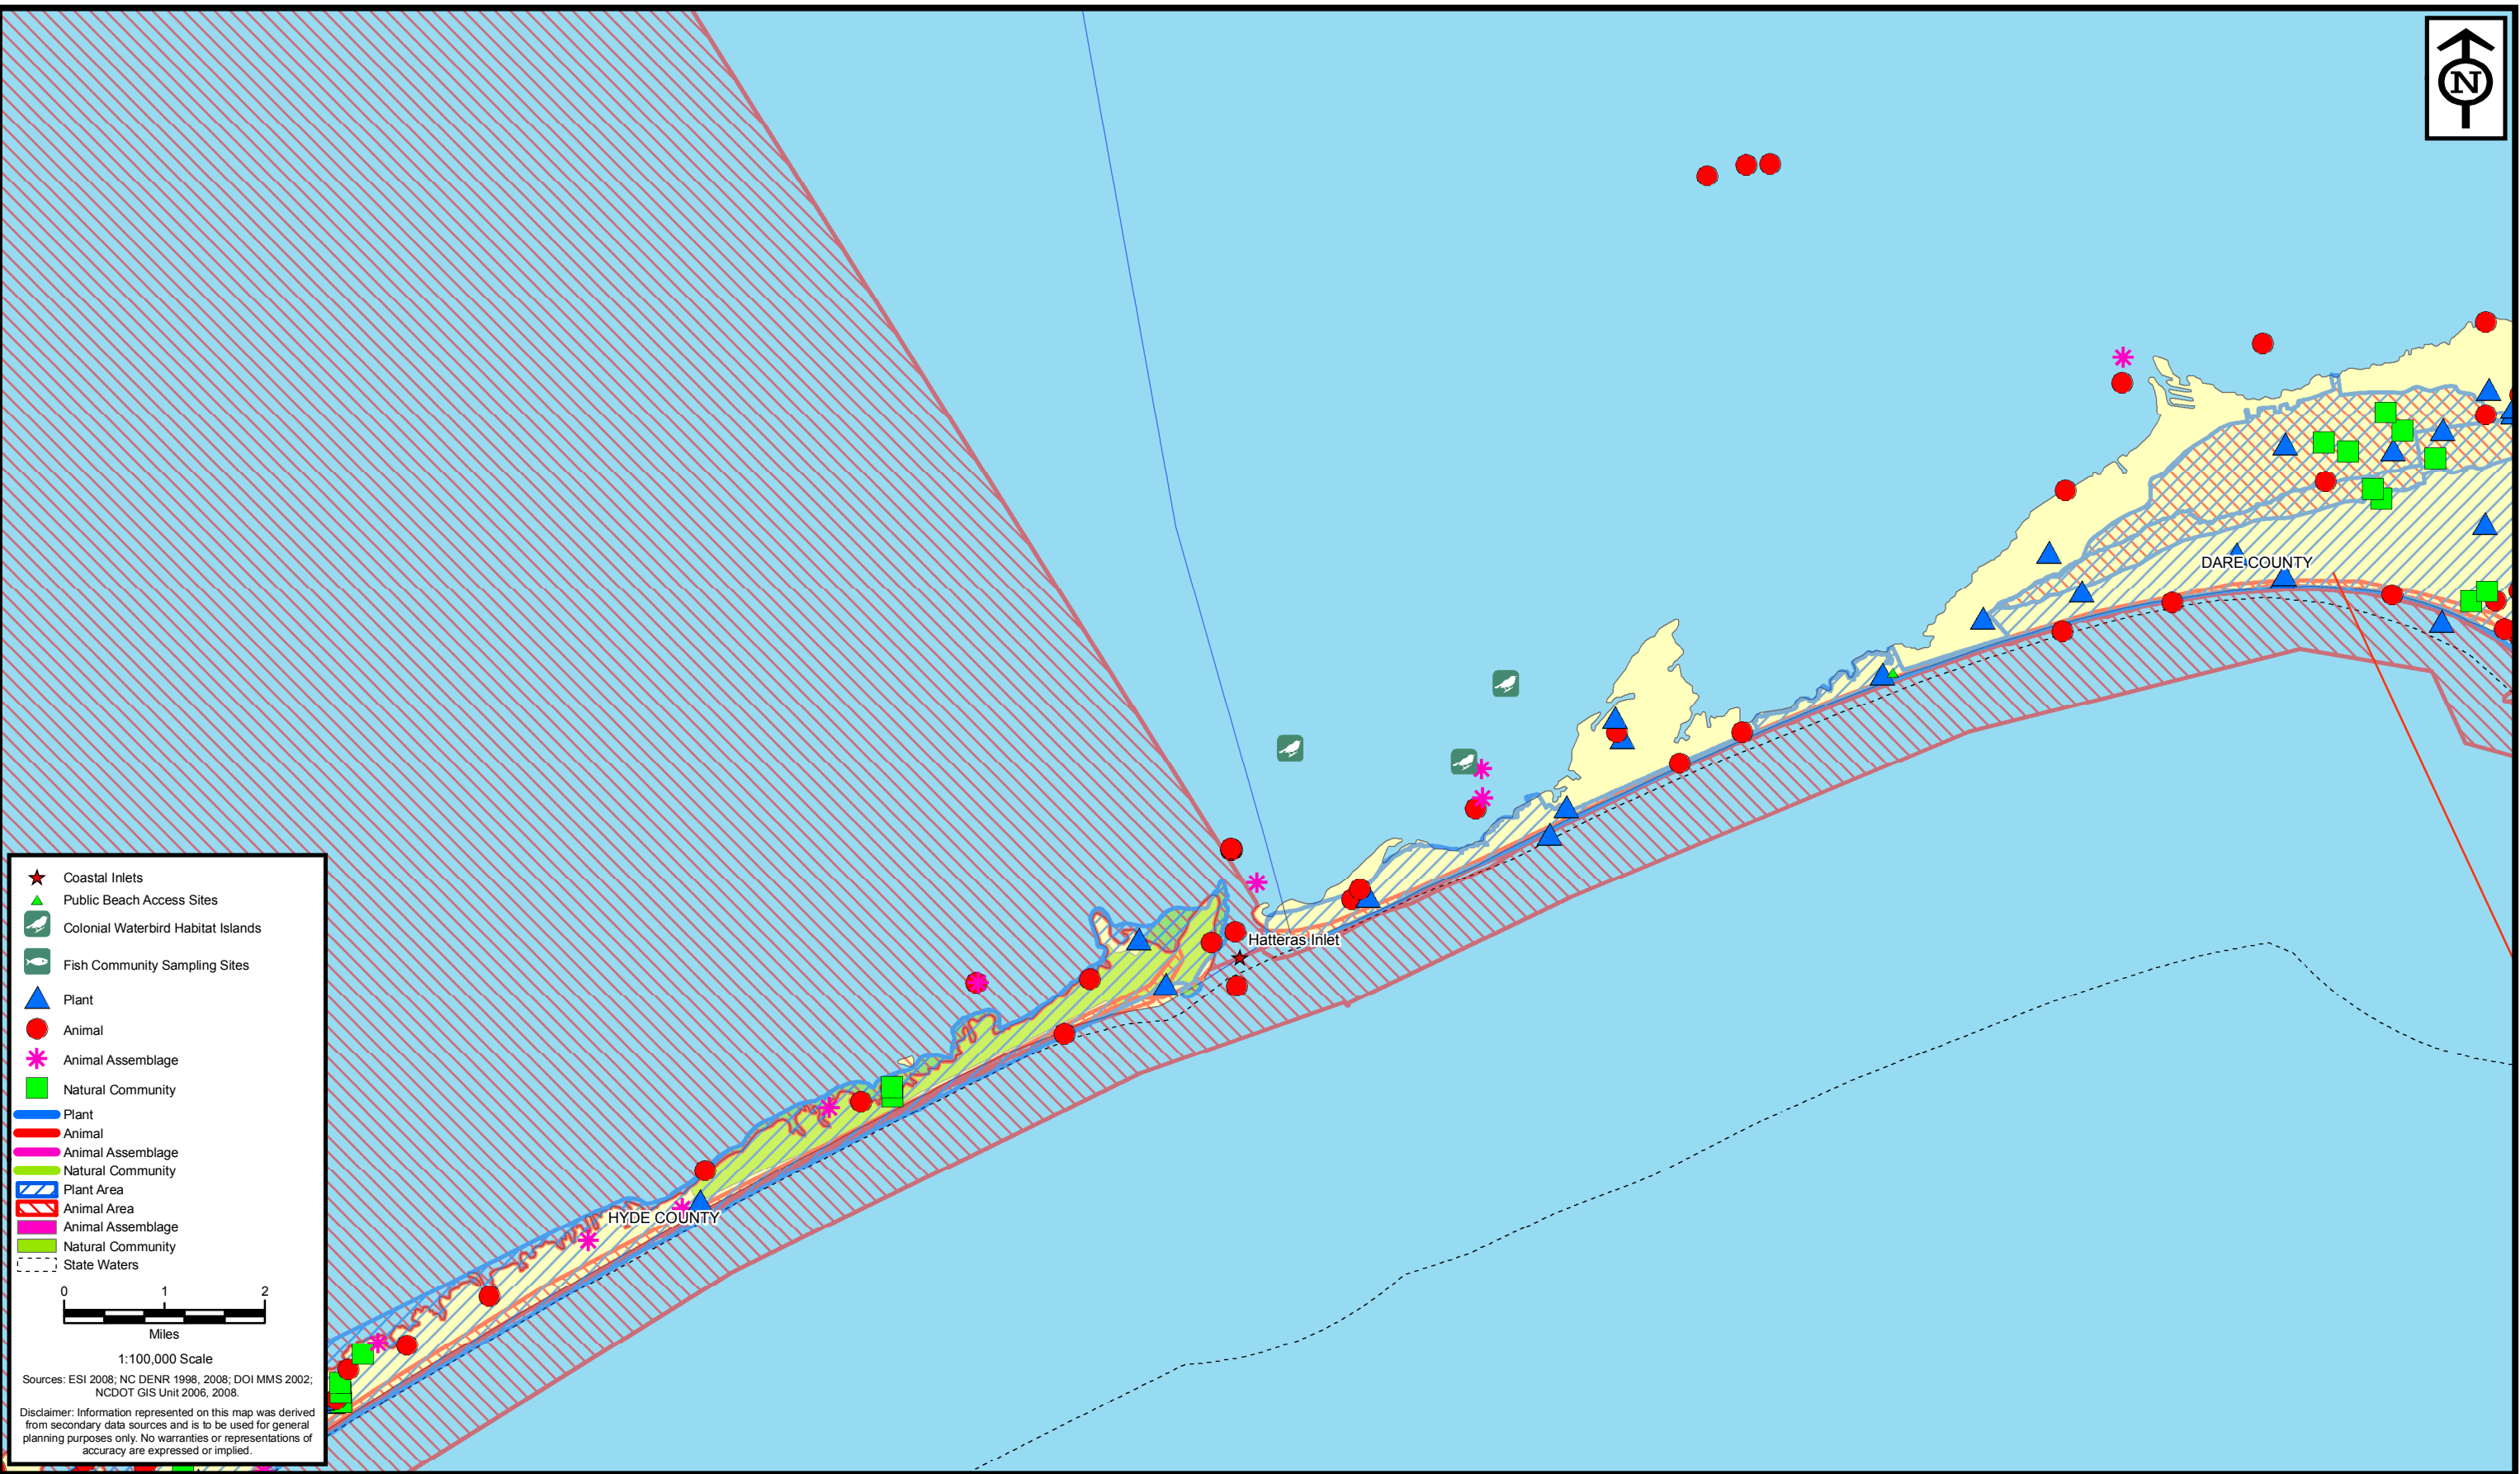 N
DARE COUNTY
Hatteras Inlet
HYDE COUNTY
Coastal Inlets
Public Beach Access Sites
Colonial Waterbird Habitat Islands
Fish Community Sampling Sites
Plant
Animal
Animal Assemblage
Natural Community
Plant
Animal
Animal Assemblage
Natural Community
Plant Area
Animal Area
Animal Assemblage
Natural Community
State Waters
0 1 2
Miles
1:100,000 Scale
Sources: ESI 2008; NC DENR 1998, 2008; DOI MMS 2002;
NCDOT GIS Unit 2006, 2008.
Disclaimer: Information represented on this map was derived
from secondary data sources and is to be used for general
planning purposes only. No warranties or representations of
accuracy are expressed or implied.